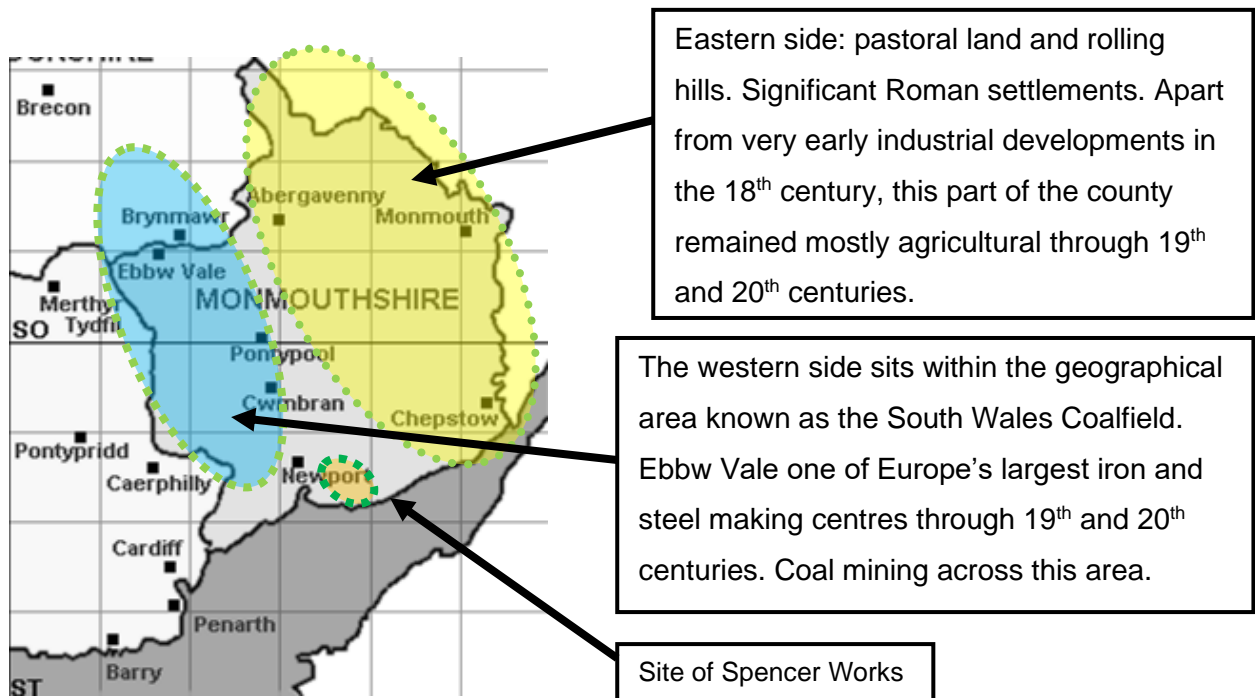 Brecon
Brynmawr
Ebbw Vale
Merthyr
Tydfil
SO
Abergavenny
Monmouth
MONMOUTHSHIRE
Pontypool
Cwmbran
Chepstow
Pontypridd
Caerphilly
Newport
Cardiff
Penarth
Barry
ST
Eastern side: pastoral land and rolling
hills. Significant Roman settlements. Apart
from very early industrial developments in
the 18th century, this part of the county
remained mostly agricultural through 19th
and 20th centuries.
The western side sits within the geographical
area known as the South Wales Coalfield.
Ebbw Vale one of Europe’s largest iron and
steel making centres through 19th and 20th
centuries. Coal mining across this area.
Site of Spencer Works